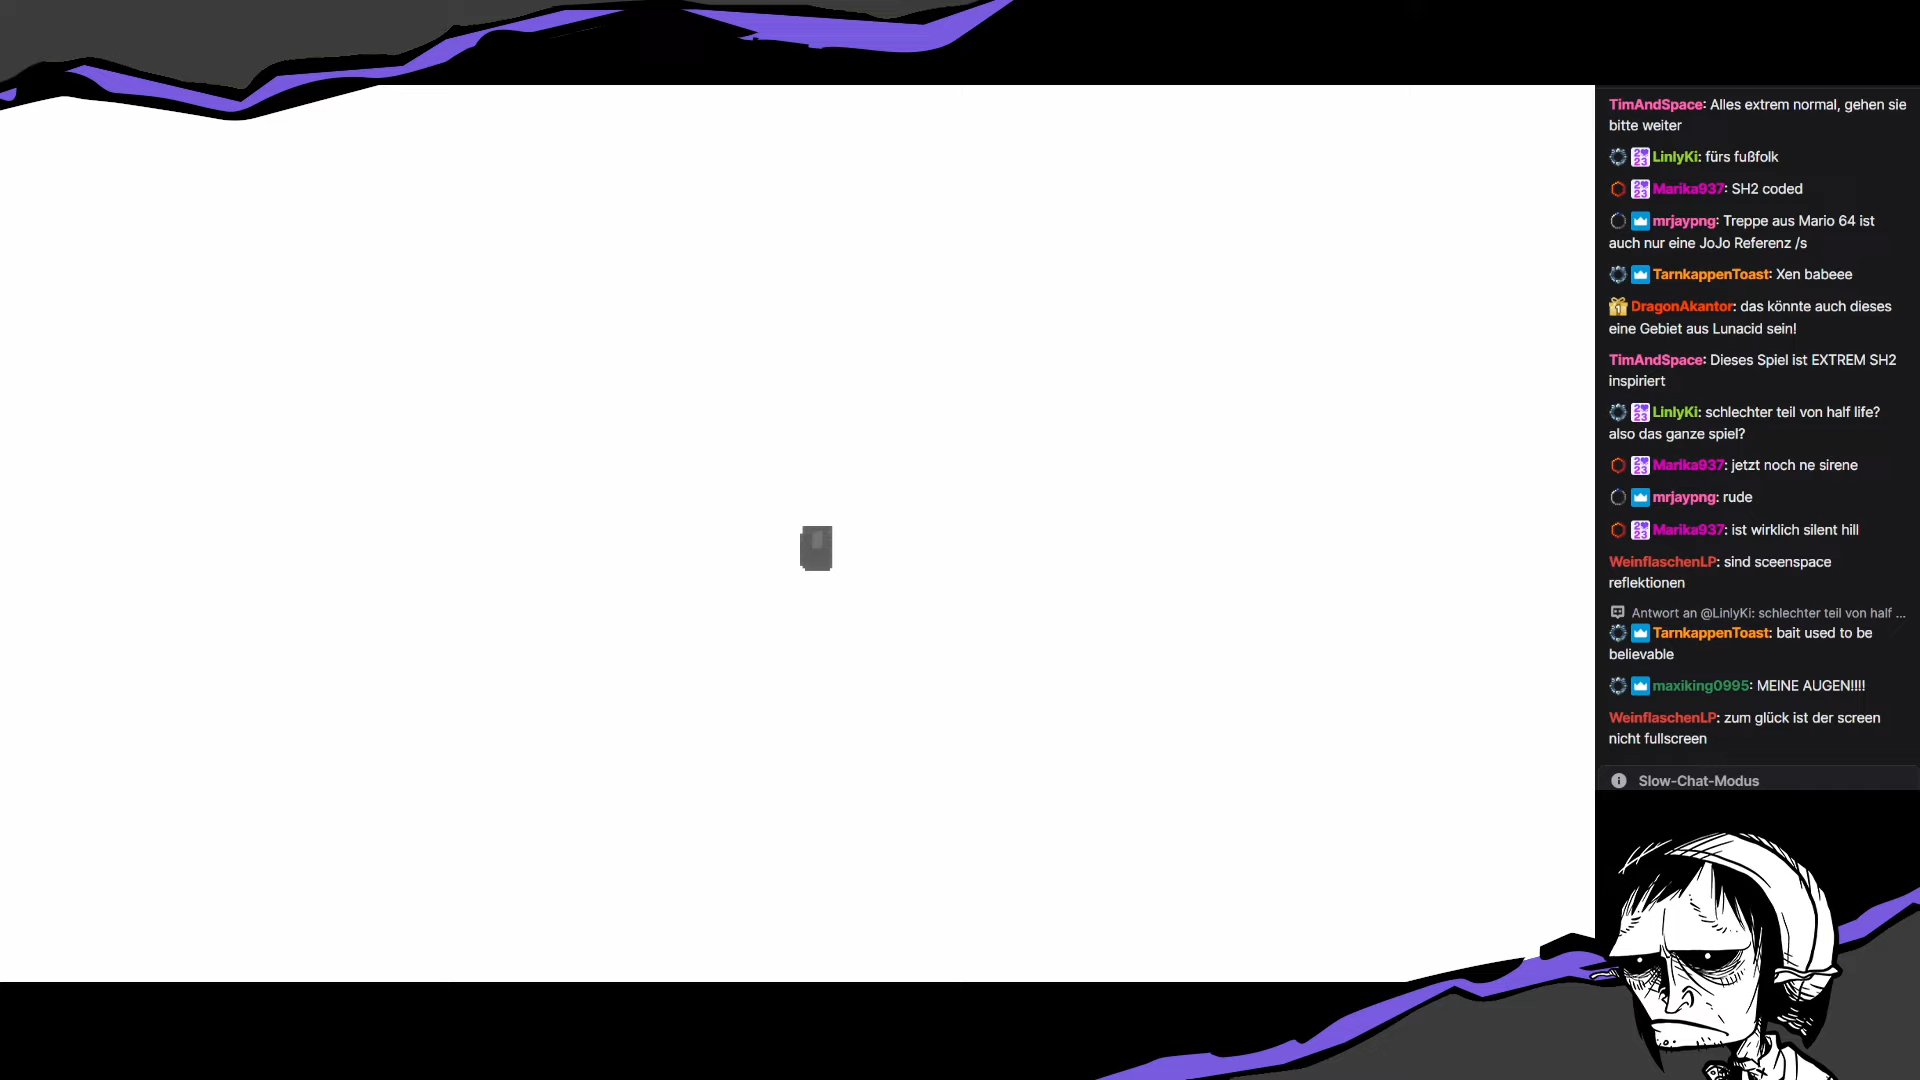 TimAndSpace: Alles extrem normal, gehen sie
bitte weiter
LinlyKi: fürs fußfolk
Marika937: SH2 coded
mrjaypng: Treppe aus Mario 64 ist
auch nur eine JoJo Referenz /s
TarnkappenToast: Xen babeee
DragonAkantor: das könnte auch dieses
eine Gebiet aus Lunacid sein!
TimAndSpace: Dieses Spiel ist EXTREM SH2
inspiriert
LinlyKi: schlechter teil von half life?
also das ganze spiel?
Marika937: jetzt noch ne sirene
mrjaypng: rude
Marika937: ist wirklich silent hill
WeinflaschenLP: sind sceenspace
reflektionen
Antwort an @LinlyKi: schlechter teil von half ...
TarnkappenToast: bait used to be
believable
maxiking0995: MEINE AUGEN!!!!
WeinflaschenLP: zum glück ist der screen
nicht fullscreen
Slow-Chat-Modus